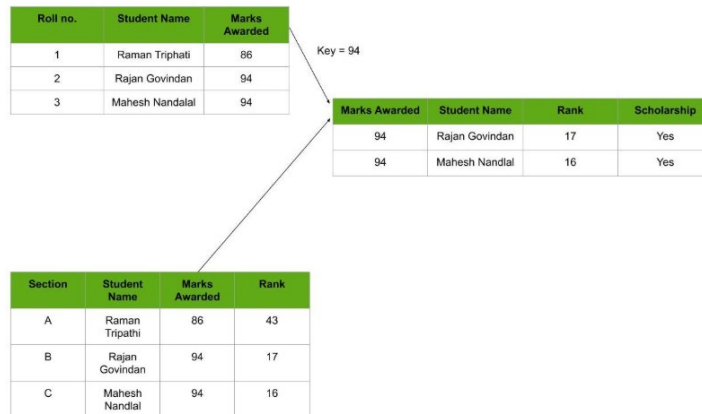 Roll no. Student Name Marks Awarded
1 Raman Triphati 86
2 Rajan Govindan 94
3 Mahesh Nandalal 94
Key = 94
Marks Awarded Student Name Rank Scholarship
94 Rajan Govindan 17 Yes
94 Mahesh Nandlal 16 Yes
Section Student Name Marks Awarded Rank
A Raman Tripathi 86 43
B Rajan Govindan 94 17
C Mahesh Nandlal 94 16